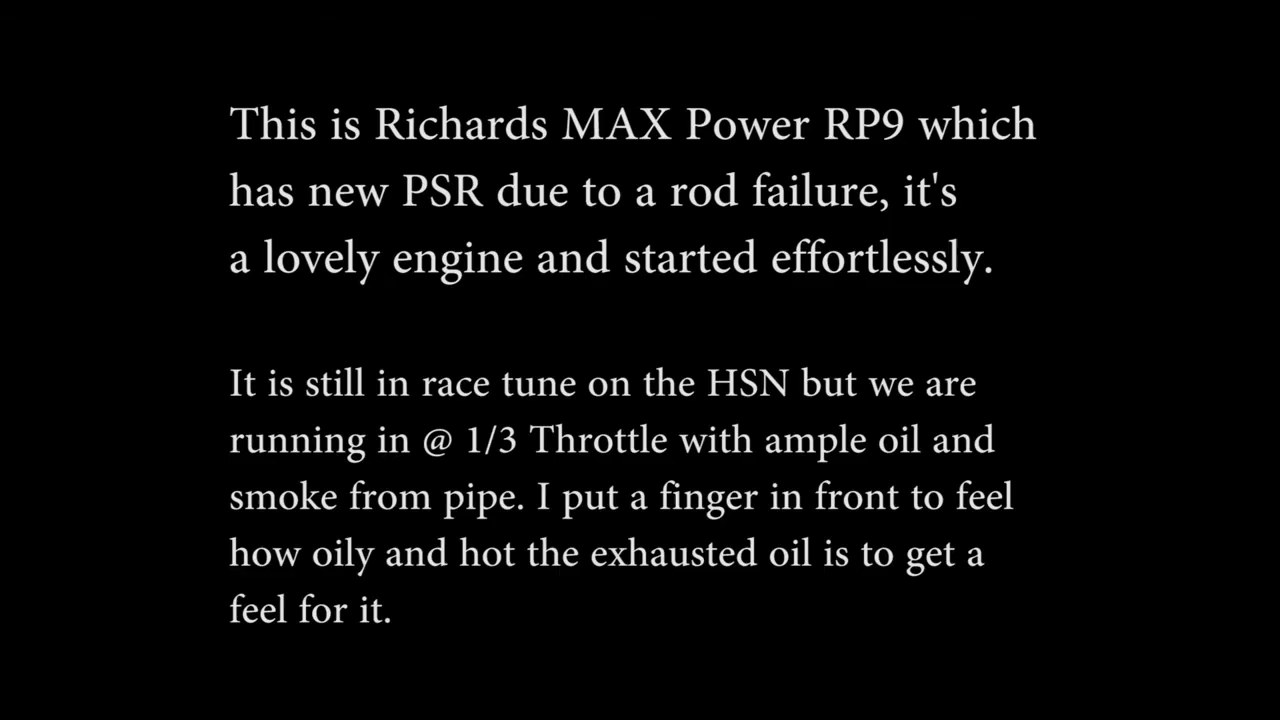 This is Richards MAX Power RP9 which
has new PSR due to a rod failure, it's
a lovely engine and started effortlessly.
It is still in race tune on the HSN but we are
running in @ 1/3 Throttle with ample oil and
smoke from pipe. I put a finger in front to feel
how oily and hot the exhausted oil is to get a
feel for it.